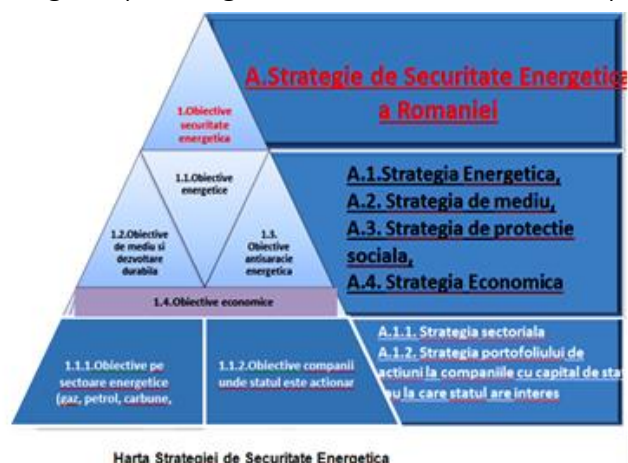 A.Strategie de Securitate Energetica
a Romaniei
1.Obiective
securitate
energetica
1.1.Obiective
energetice
1.2.Obiective
de mediu si
dezvoltare
durabila
1.3.
Obiective
antisaracie
energetica
A.1.Strategia Energetica,
A.2. Strategia de mediu,
A.3. Strategia de protectie
sociala,
A.4. Strategia Economica
1.4.Obiective economice
1.1.1.Obiective pe
sectoare energetice
(gaz, petrol, carbune,
1.1.2.Obiective companii
unde statul este actionar
A.1.1. Strategia sectoriala
A.1.2. Strategia portofoliului de
actiuni la companiile cu capital de stat
au la care statul are interes
Harta Strategiei de Securitate Energetica